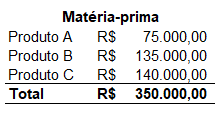 Matéria-prima
Produto A R$ 75.000,00
Produto B R$ 135.000,00
Produto C R$ 140.000,00
Total R$ 350.000,00